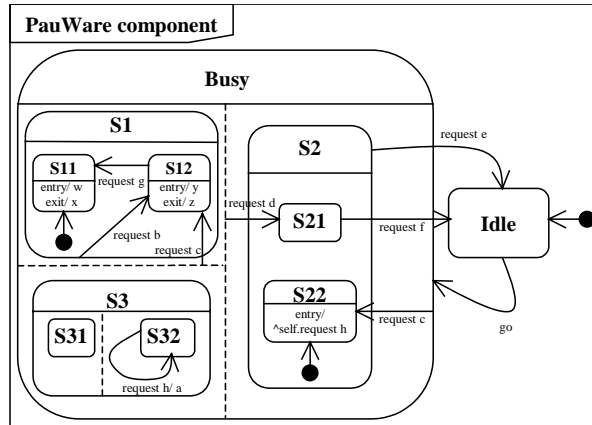 PauWare component
Busy
S1
S11
entry/ w
exit/ x
request g
S12
entry/ y
exit/ z
request b
request c
S3
S31
S32
request h/ a
request d
S2
S21
S22
entry/
^self.request h
request e
request f
request c
Idle
go